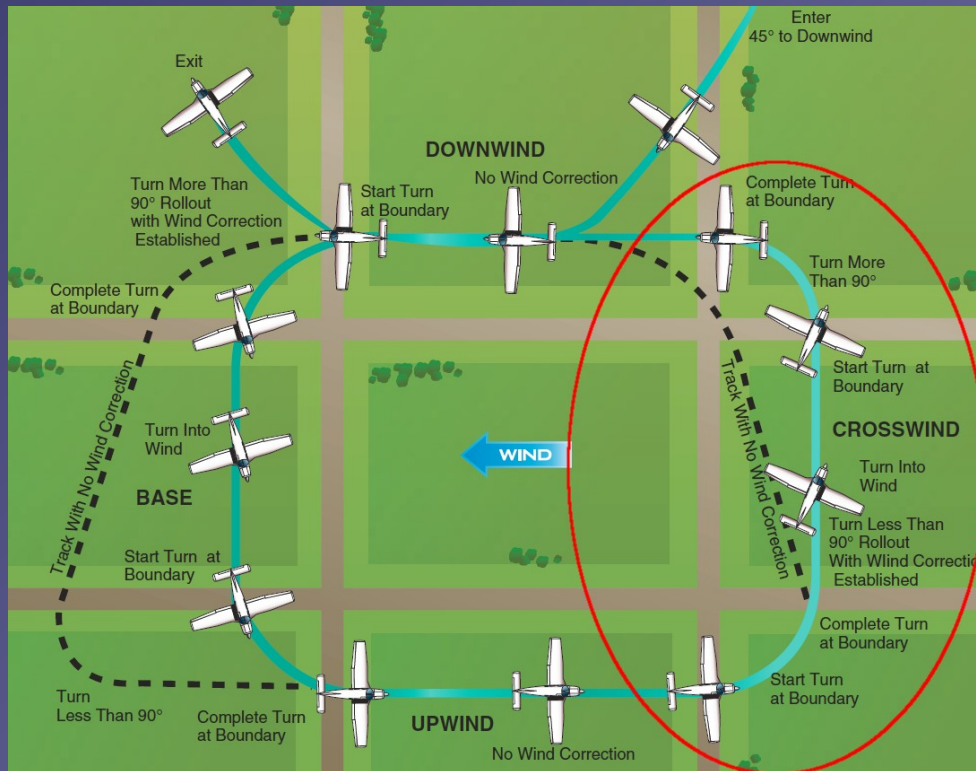 Enter
45° to Downwind
Exit
DOWNWIND
No Wind Correction
Start Turn
at Boundary
Turn More Than
90° Rollout
with Wind Correction
Established
Complete Turn
at Boundary
Turn More
Than 90°
Complete Turn
at Boundary
Start Turn at
Boundary
Track With No Wind Correction
Track With No Wind Correction
CROSSWIND
Turn Into
Wind
WIND
Turn Into
Wind
BASE
Turn Less Than
90° Rollout
With WIind Correctio
Established
Start Turn at
Boundary
Complete Turn
at Boundary
Start Turn
at Boundary
Turn
Less Than 90°
Complete Turn
at Boundary
UPWIND
No Wind Correction